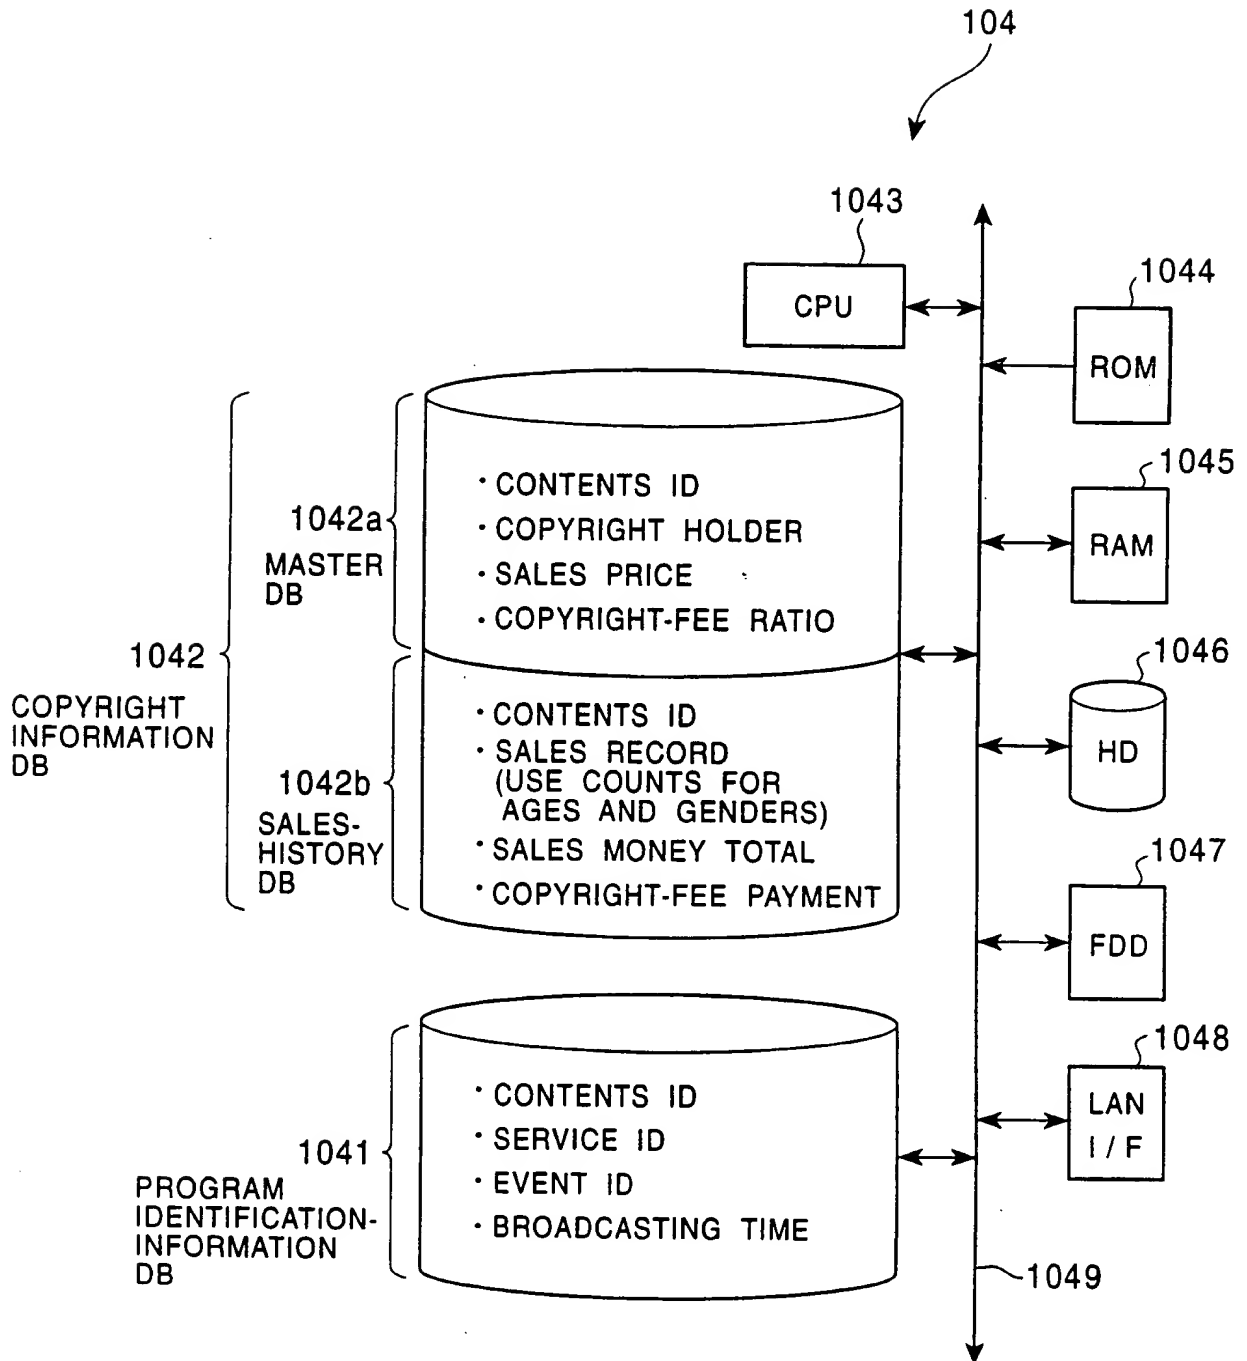 104
1043
CPU
1044
ROM
1045
RAM
1046
HD
1047
FDD
1048
LAN
I / F
1049
1042
COPYRIGHT
INFORMATION
DB
1042a
MASTER
DB
· CONTENTS ID
· COPYRIGHT HOLDER
· SALES PRICE
· COPYRIGHT-FEE RATIO
1042b
SALES-
HISTORY
DB
· CONTENTS ID
· SALES RECORD
(USE COUNTS FOR
AGES AND GENDERS)
· SALES MONEY TOTAL
· COPYRIGHT-FEE PAYMENT
1041
PROGRAM
IDENTIFICATION-
INFORMATION
DB
· CONTENTS ID
· SERVICE ID
· EVENT ID
· BROADCASTING TIME